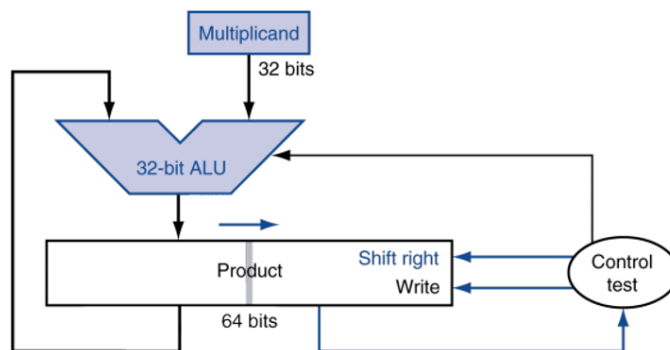 Multiplicand
32 bits
32-bit ALU
Product
Shift right
Write
Control
test
64 bits